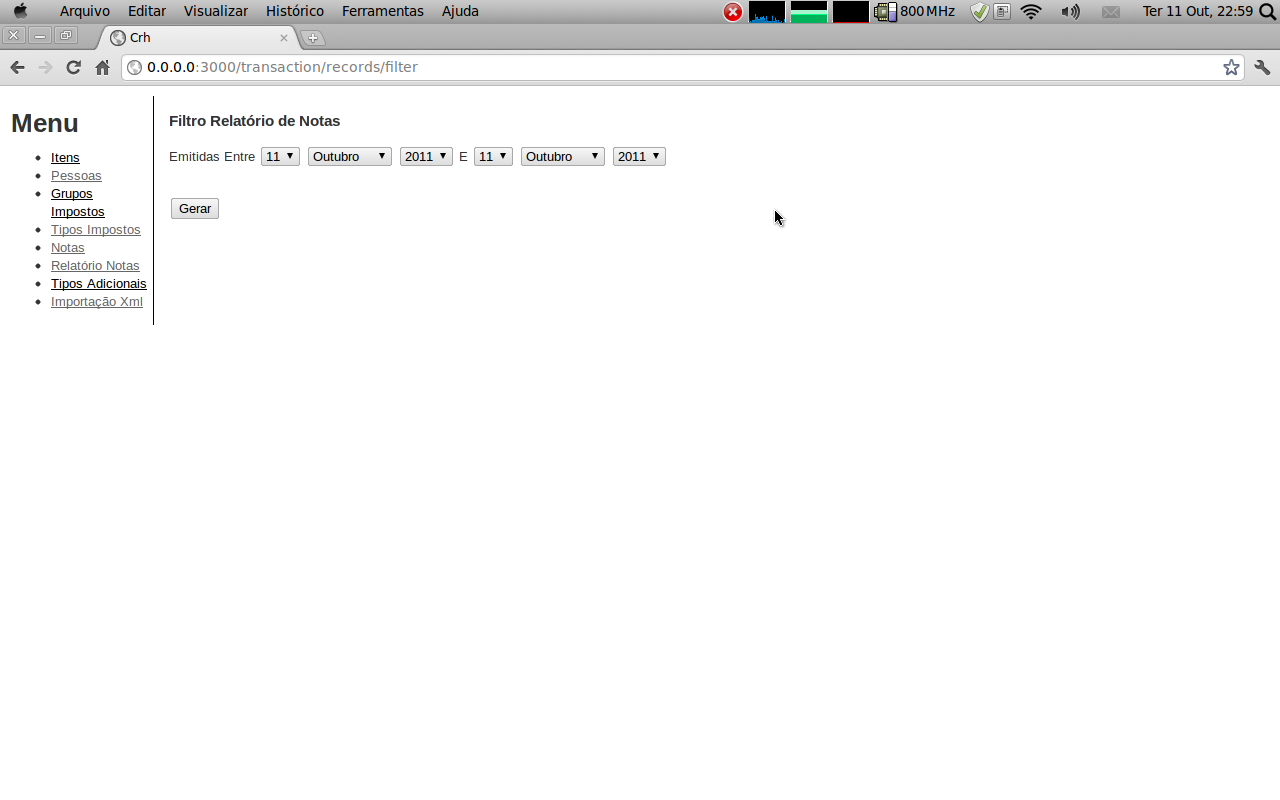 Arquivo Editar Visualizar Histórico Ferramentas Ajuda 800 MHz Ter 11 Out, 22:59
Crh
0.0.0.0:3000/transaction/records/filter
Menu
Itens
Pessoas
Grupos
Impostos
Tipos Impostos
Notas
Relatório Notas
Tipos Adicionais
Importação Xml
Filtro Relatório de Notas
Emitidas Entre 11 Outubro 2011 E 11 Outubro 2011
Gerar